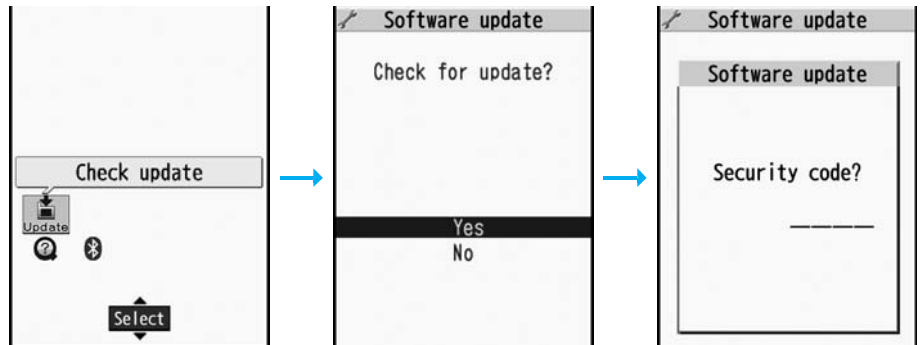 Check update
Update
Select
Software update
Check for update?
Yes
No
Software update
Software update
Security code?